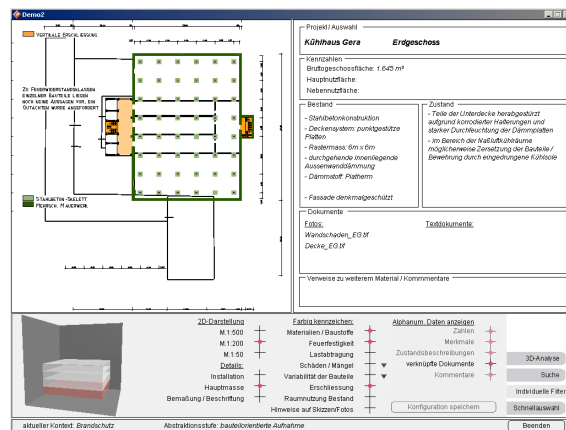 Demo2
Vertikale Erschliessung
Zu Feuerwiderstandsklassen
einzelner Bauteile liegen
noch keine Aussagen vor, ein
Gutachten wurde angefordert
Stahlbeton-Skelett
Mehrsch. Mauerwerk
Projekt / Auswahl
Kühlhaus Gera Erdgeschoss
Kennzahlen
Bruttogeschossfläche: 1.645 m²
Hauptnutzfläche:
Nebennutzfläche:
Bestand
- Stahlbetonkonstruktion
- Deckensystem: punktgestüzte
Platten
- Rastermass: 6m x 6m
- durchgehende innenliegende
Aussenwanddämmung
- Dämmstoff: Platherm
- Fassade denkmalgeschützt
Zustand
- Teile der Unterdecke herabgestürzt
aufgrund korrodierter Halterungen und
starker Durchfeuchtung der Dämmplatten
- im Bereich der Naßluftkühlräume
möglicherweise Zersetzung der Bauteile /
Bewehrung durch eingedrungene Kühlsole
Dokumente
Fotos:
Wandschaden_EG.tif
Decke_EG.tif
Textdokumente:
Verweise zu weiterem Material / Kommmentare
2D-Darstellung
M.1:500
M.1:200
M.1:50
Details:
Installation
Hauptmasse
Bemaßung / Beschriftung
Farbig kennzeichen:
Materialien / Baustoffe
Feuerfestigkeit
Lastabtragung
Schäden / Mängel
Variabilität der Bauteile
Erschliessung
Raumnutzung Bestand
Hinweise auf Skizzen/Fotos
Alphanum. Daten anzeigen
Zahlen
Merkmale
Zustandsbeschreibungen
verknüpfte Dokumente
Kommentare
Konfiguration speichern
3D-Analyse
Suche
Individuelle Filter
Schnellauswahl
aktueller Kontext: Brandschutz
Abstraktionsstufe: bauteilorientierte Aufnahme
Beenden